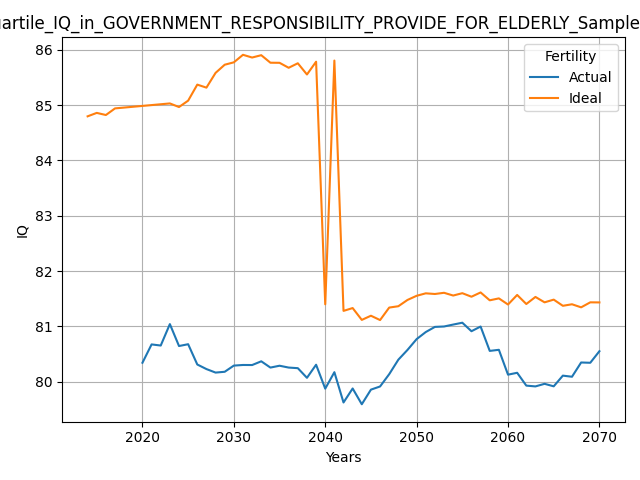 artile_IQ_in_GOVERNMENT_RESPONSIBILITY_PROVIDE_FOR_ELDERLY_Sample
Fertility
Actual
Ideal
86
85
84
83
82
81
80
IQ
2020 2030 2040 2050 2060 2070
Years